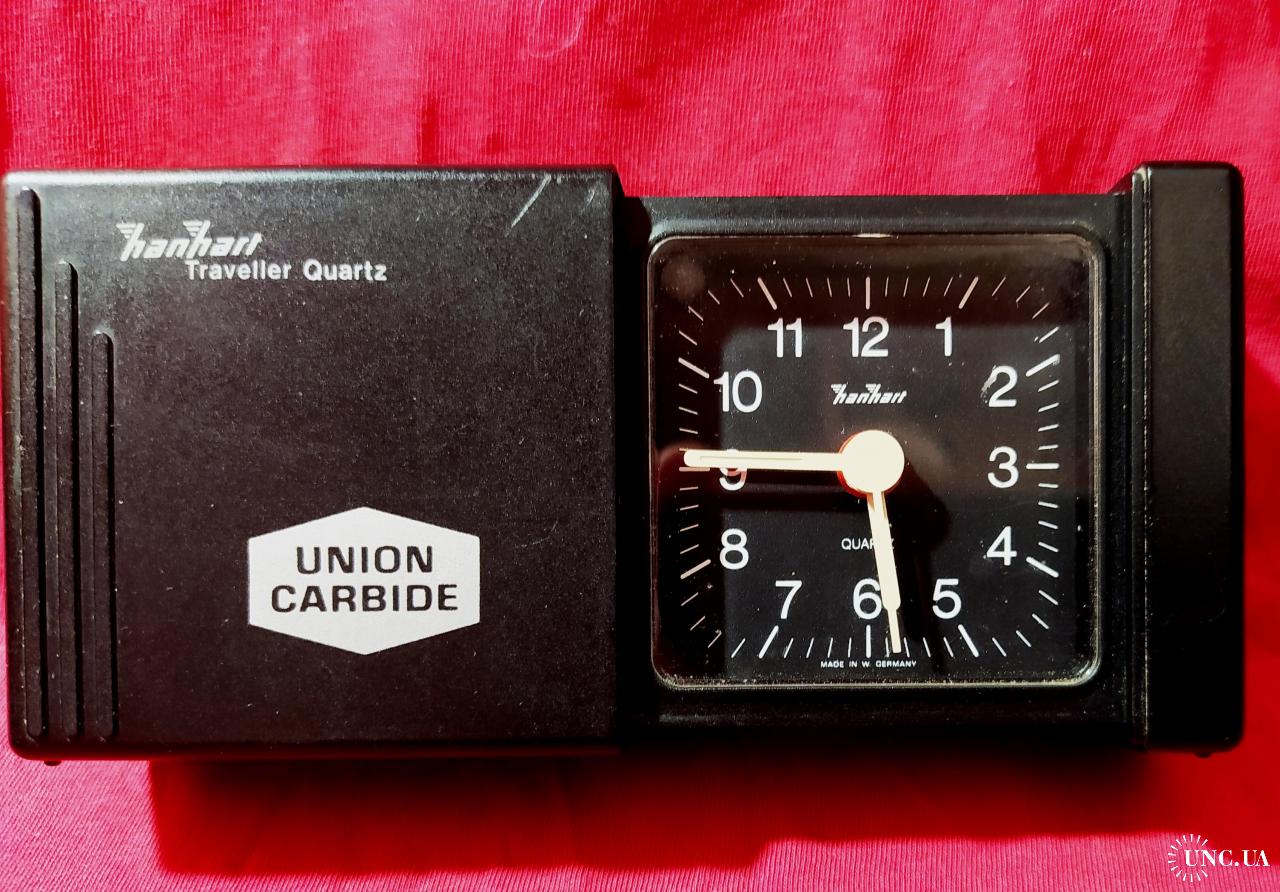 hanhart
Traveller Quartz
UNION
CARBIDE
11 12 1
10 2
hanhart
9 3
8 4
QUARTZ
7 6 5
MADE IN W. GERMANY
UNC.UA